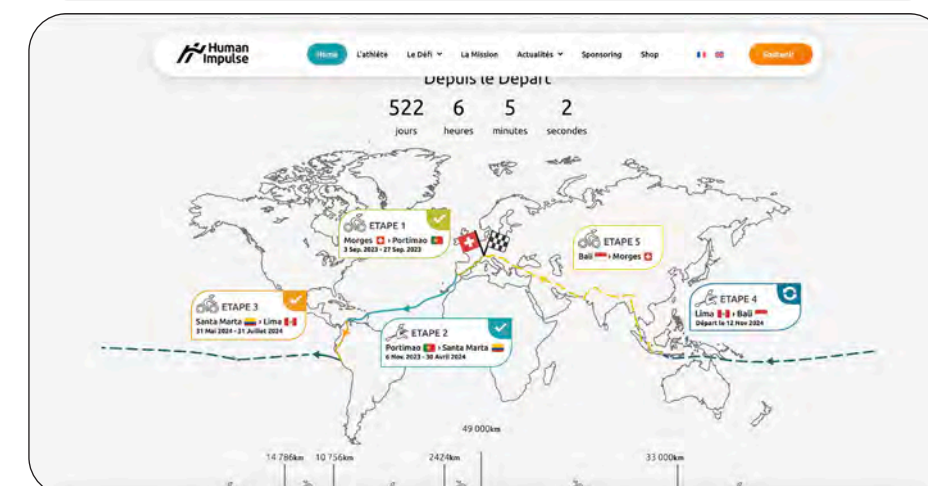 Human
Impulse
Home
L'athlète
Le Défi
La Mission
Actualités
Sponsoring
Shop
Soutenir
Depuis le Départ
522 6 5 2
jours heures minutes secondes
ETAPE 1
Morges › Portimao
3 Sep. 2023 - 27 Sep. 2023
ETAPE 5
Bali › Morges
ETAPE 3
Santa Marta › Lima
31 Mai 2024 - 31 Juillet 2024
ETAPE 4
Lima › Bali
Départ le 12 Nov 2024
ETAPE 2
Portimao › Santa Marta
6 Nov. 2023 - 30 Avril 2024
49 000km
14 786km 10 756km 2424km 33 000km